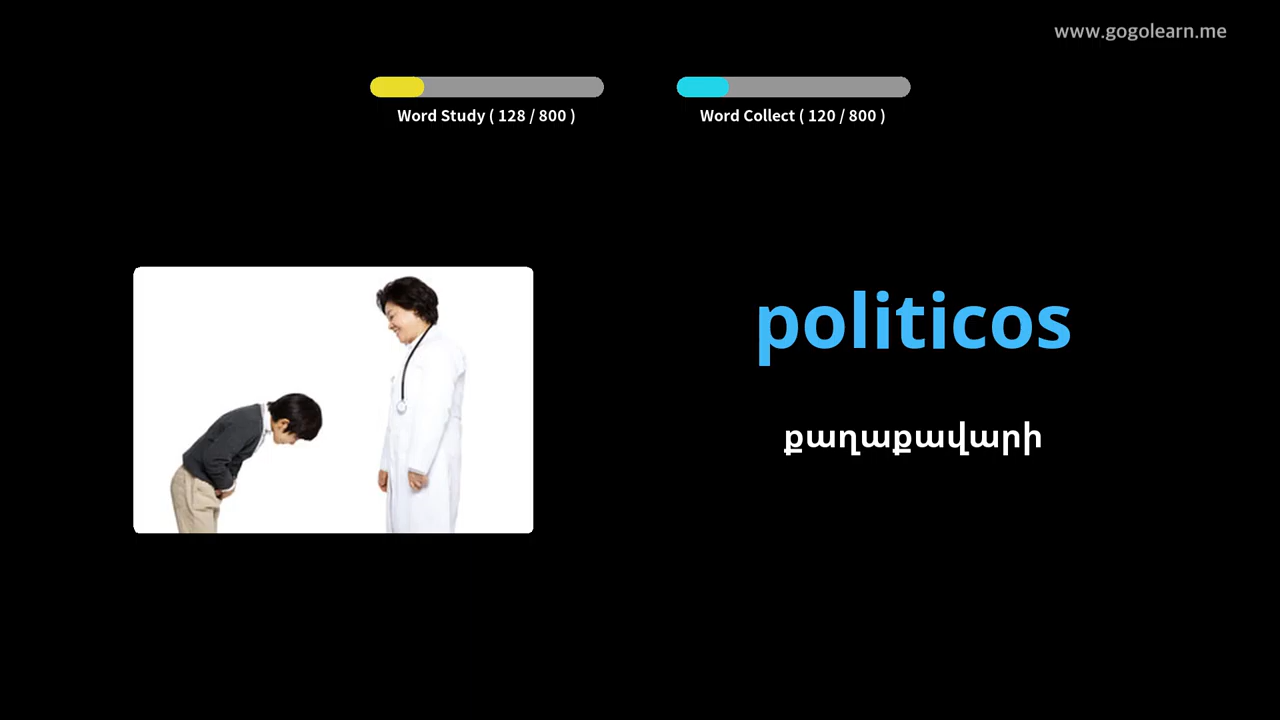 www.gogolearn.me
Word Study ( 128 / 800 )
Word Collect ( 120 / 800 )
politicos
քաղաքավարի